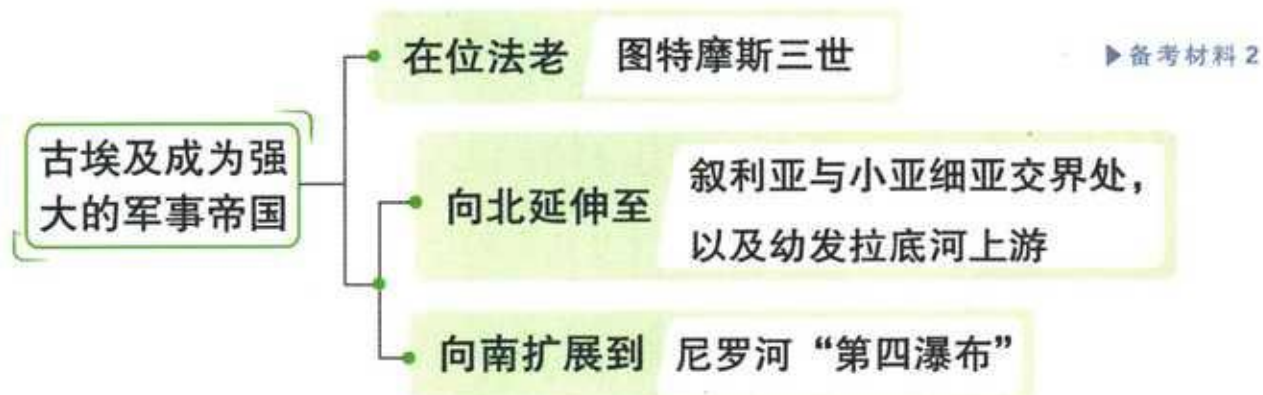 在位法老 图特摩斯三世 ▶备考材料2
古埃及成为强
大的军事帝国
向北延伸至 叙利亚与小亚细亚交界处，
以及幼发拉底河上游
向南扩展到 尼罗河“第四瀑布”